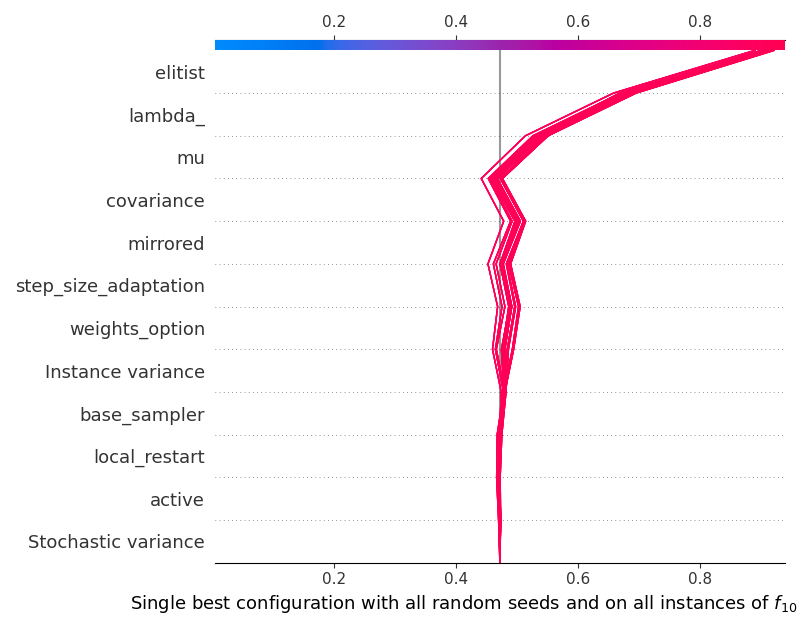 0.2 0.4 0.6 0.8
elitist
lambda_
mu
covariance
mirrored
step_size_adaptation
weights_option
Instance variance
base_sampler
local_restart
active
Stochastic variance
0.2 0.4 0.6 0.8
Single best configuration with all random seeds and on all instances of f₁₀